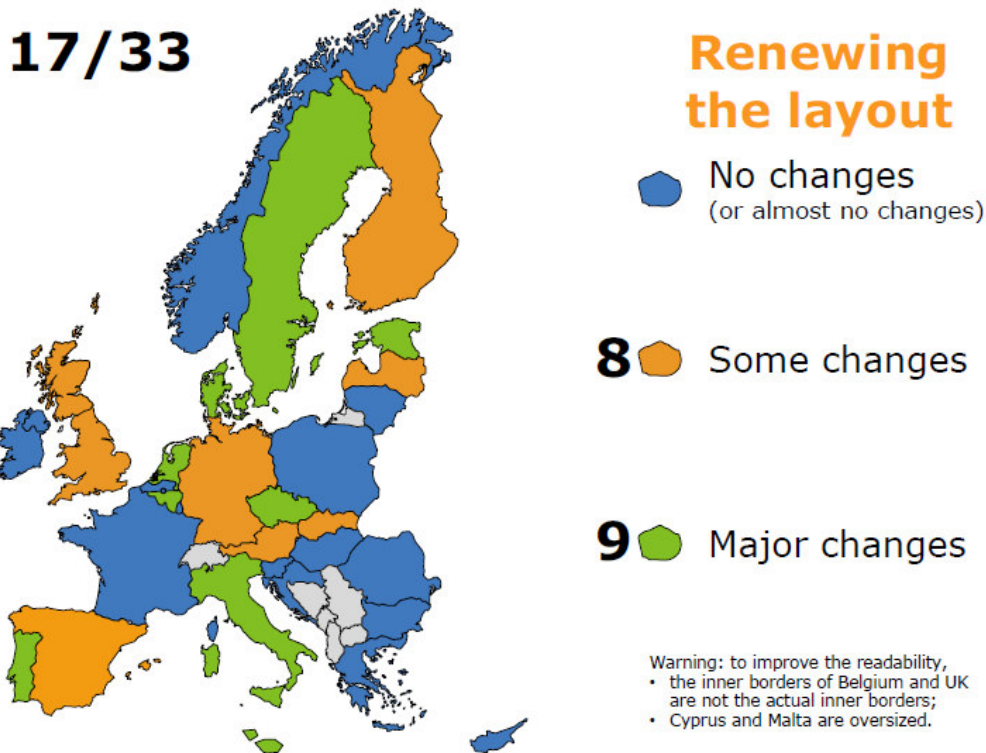 17/33
Renewing
the layout
No changes
(or almost no changes)
8 Some changes
9 Major changes
Warning: to improve the readability,
• the inner borders of Belgium and UK
are not the actual inner borders;
• Cyprus and Malta are oversized.